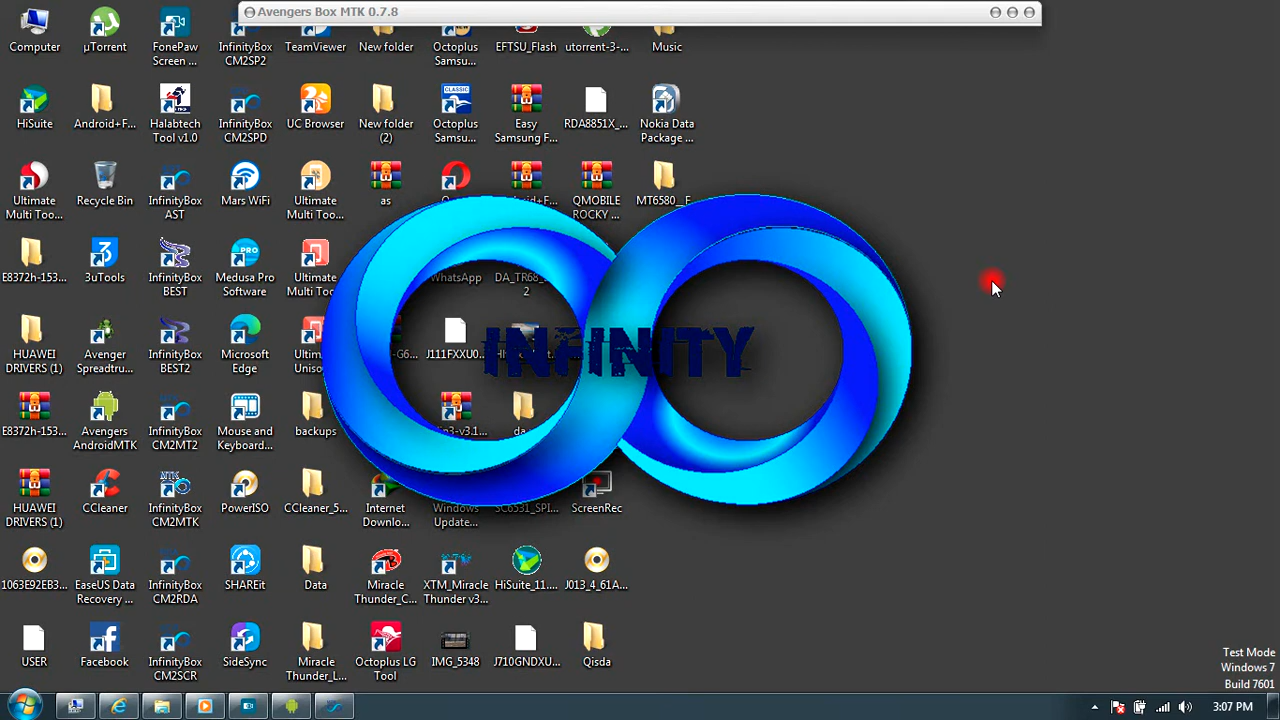 Avengers Box MTK 0.7.8
Computer
µTorrent
FonePaw
Screen ...
InfinityBox
CM2SP2
TeamViewer
New folder
Octoplus
Samsu...
EFTSU_Flash
utorrent-3-...
Music
HiSuite
Android+F...
Halabtech
Tool v1.0
InfinityBox
CM2SPD
UC Browser
New folder
(2)
CLASSIC
Octoplus
Samsu...
Easy
Samsung F...
RDA8851X_...
Nokia Data
Package ...
Ultimate
Multi Too...
Recycle Bin
InfinityBox
AST
Mars WiFi
Ultimate
Multi Too...
as
QMOBILE
ROCKY ...
MT6580__F...
E8372h-153...
3uTools
InfinityBox
BEST
PRO
Medusa Pro
Software
Ultimate
WhatsApp
HUAWEI
DRIVERS (1)
Avenger
Spreadtru...
InfinityBox
BEST2
Microsoft
Edge
J111FXXU0...
INFINITY
E8372h-153...
Avengers
AndroidMTK
InfinityBox
CM2MT2
Mouse and
Keyboard...
backups
HUAWEI
DRIVERS (1)
CCleaner
MTK
InfinityBox
CM2MTK
PowerISO
CCleaner_5...
Internet
Downlo...
Windows
Update...
SC6531_SPI...
ScreenRec
1063E92EB3...
EaseUS Data
Recovery ...
InfinityBox
CM2RDA
SHAREit
Data
Miracle
Thunder_C...
XTM_Miracle
Thunder v3...
HiSuite_11....
J013_4_61A...
USER
Facebook
InfinityBox
CM2SCR
SideSync
Miracle
Thunder_L...
Octoplus LG
Tool
IMG_5348
J710GNDXU...
Qisda
Test Mode
Windows 7
Build 7601
3:07 PM